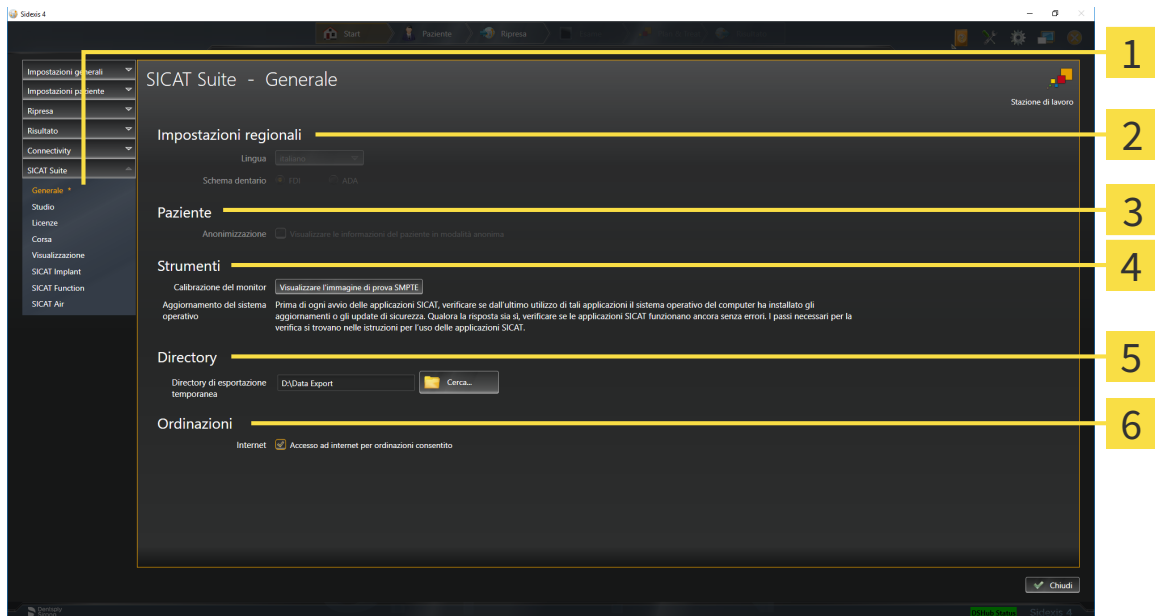 Sidexis 4
Start
Paziente
Ripresa
1
Impostazioni generali
Impostazioni paziente
Ripresa
Risultato
Connectivity
SICAT Suite
Generale *
Studio
Licenze
Corsa
Visualizzazione
SICAT Implant
SICAT Function
SICAT Air
SICAT Suite - Generale
Stazione di lavoro
Impostazioni regionali
2
Lingua
italiano
Schema dentario
FDI
ADA
Paziente
3
Anonimizzazione
Visualizzare le informazioni del paziente in modalità anonima
Strumenti
4
Calibrazione del monitor
Visualizzare l'immagine di prova SMPTE
Aggiornamento del sistema operativo
Prima di ogni avvio delle applicazioni SICAT, verificare se dall'ultimo utilizzo di tali applicazioni il sistema operativo del computer ha installato gli
aggiornamenti o gli update di sicurezza. Qualora la risposta sia sì, verificare se le applicazioni SICAT funzionano ancora senza errori. I passi necessari per la
verifica si trovano nelle istruzioni per l'uso delle applicazioni SICAT.
Directory
5
Directory di esportazione temporanea
D:\Data Export
Cerca...
Ordinazioni
6
Internet
Accesso ad internet per ordinazioni consentito
Chiudi
Dentsply
Sirona
DSHub Status
Sidexis 4